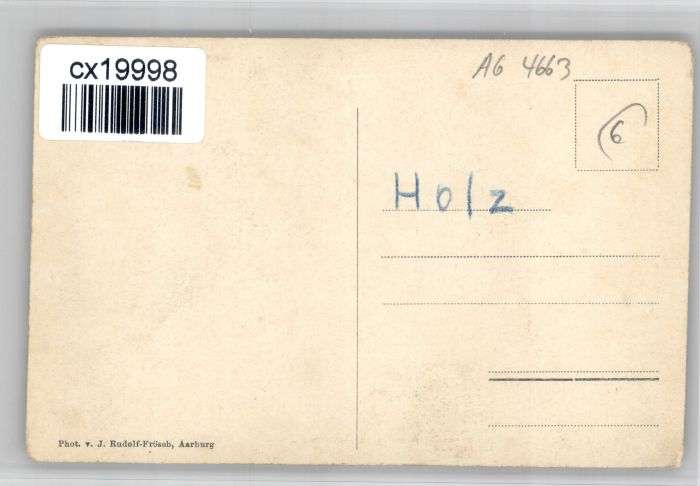 cx19998
AG 4663
6
Holz
Phot. v. J. Rudolf-Frösch, Aarburg